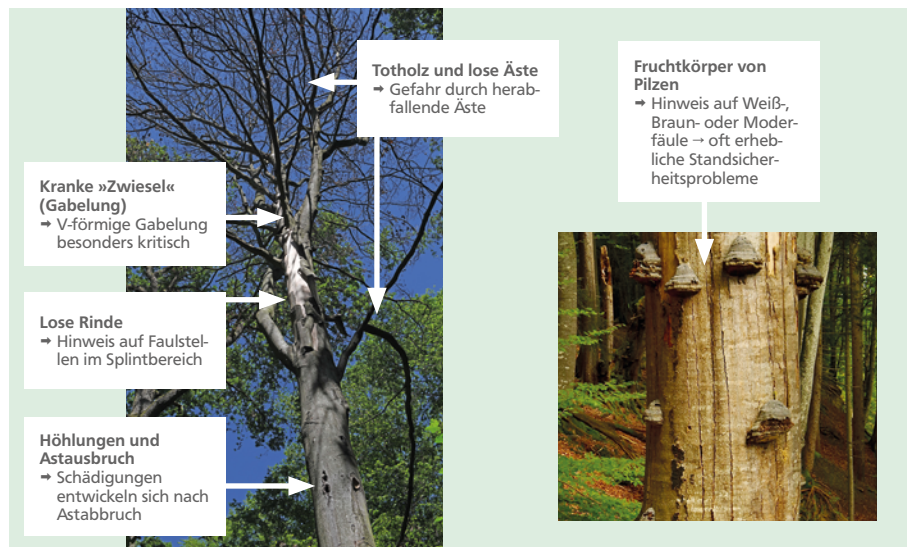 Totholz und lose Äste
➡ Gefahr durch herab-
fallende Äste
Fruchtkörper von
Pilzen
➡ Hinweis auf Weiß-,
Braun- oder Moder-
fäule → oft erheb-
liche Standsicher-
heitsprobleme
Kranke »Zwiesel«
(Gabelung)
➡ V-förmige Gabelung
besonders kritisch
Lose Rinde
➡ Hinweis auf Faulstel-
len im Splintbereich
Höhlungen und
Astausbruch
➡ Schädigungen
entwickeln sich nach
Astabbruch